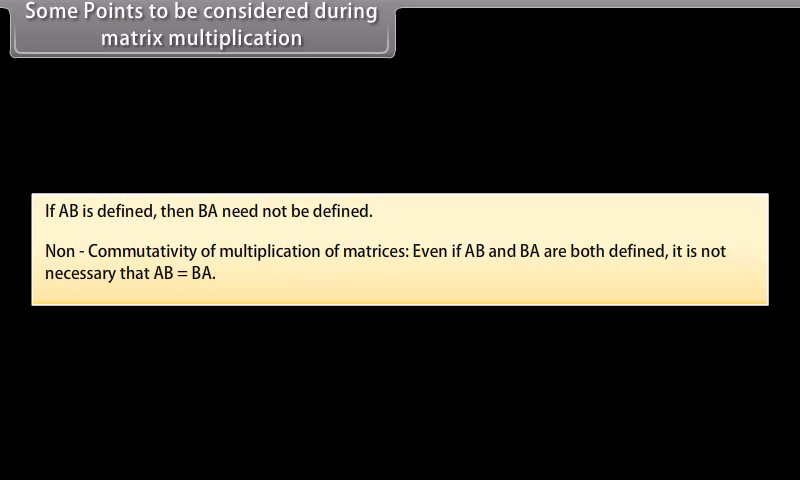 Some Points to be considered during
matrix multiplication
If AB is defined, then BA need not be defined.
Non - Commutativity of multiplication of matrices: Even if AB and BA are both defined, it is not
necessary that AB = BA.